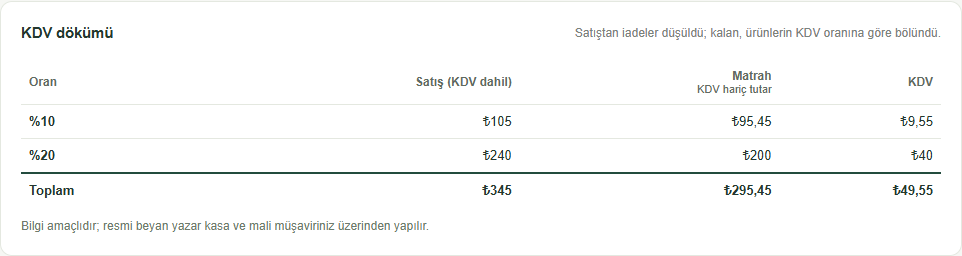 KDV dökümü
Satıştan iadeler düşüldü; kalan, ürünlerin KDV oranına göre bölündü.
Oran Satış (KDV dahil) Matrah KDV
KDV hariç tutar
%10 ₺105 ₺95,45 ₺9,55
%20 ₺240 ₺200 ₺40
Toplam ₺345 ₺295,45 ₺49,55
Bilgi amaçlıdır; resmi beyan yazar kasa ve mali müşaviriniz üzerinden yapılır.